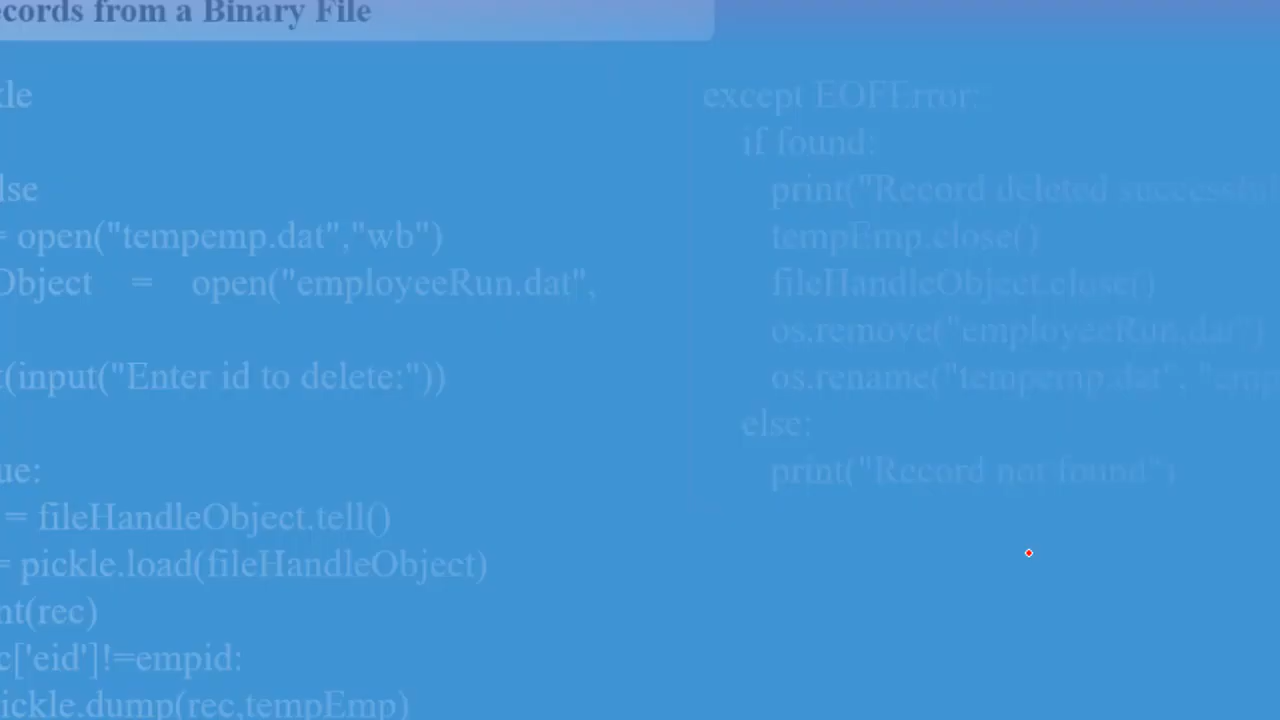 cords from a Binary File
kle
lse
= open("tempemp.dat","wb")
Object = open("employeeRun.dat",
t(input("Enter id to delete:"))
ue:
= fileHandleObject.tell()
= pickle.load(fileHandleObject)
nt(rec)
c['eid']!=empid:
ickle.dump(rec,tempEmp)
except EOFError:
if found:
print("Record deleted successful
tempEmp.close()
fileHandleObject.close()
os.remove("employeeRun.dat")
os.rename("tempemp.dat", "emp
else:
print("Record not found")